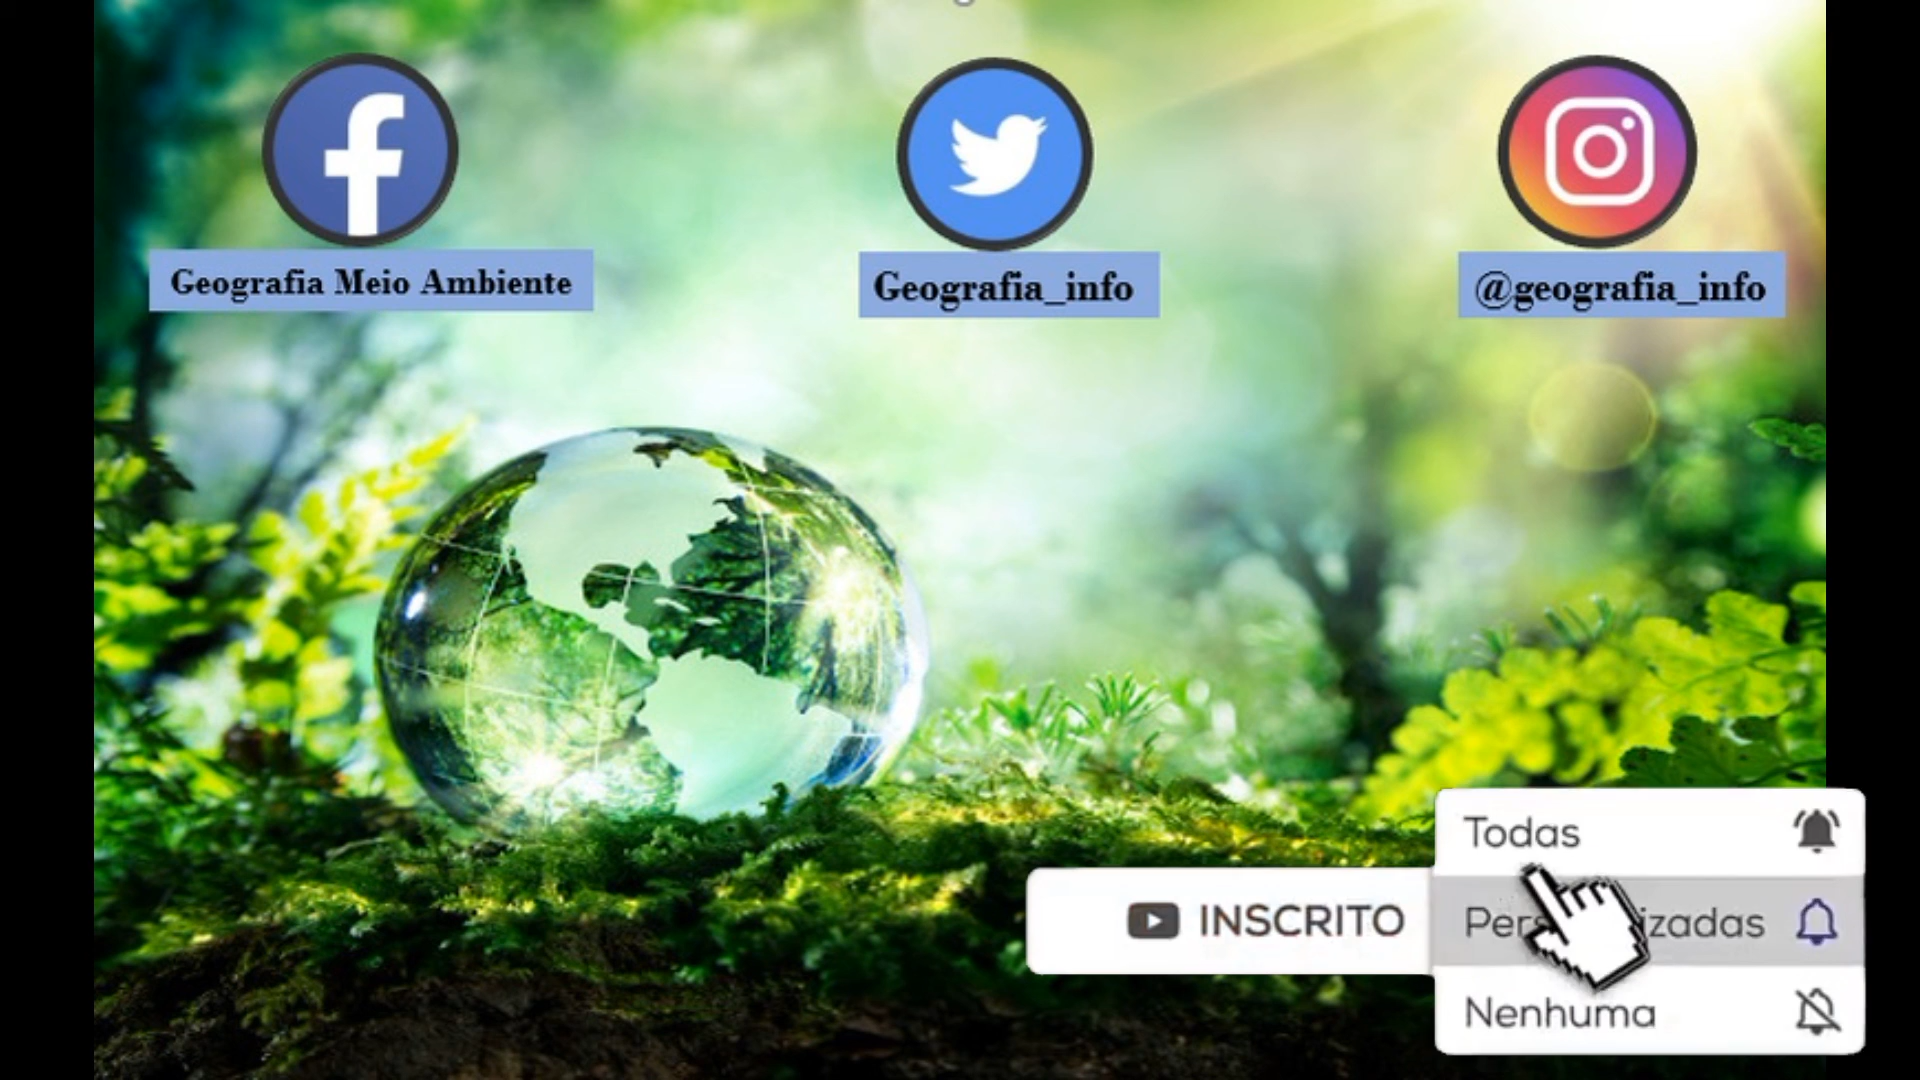 Geografia Meio Ambiente
Geografia_info
@geografia_info
Todas
INSCRITO
Nenhuma